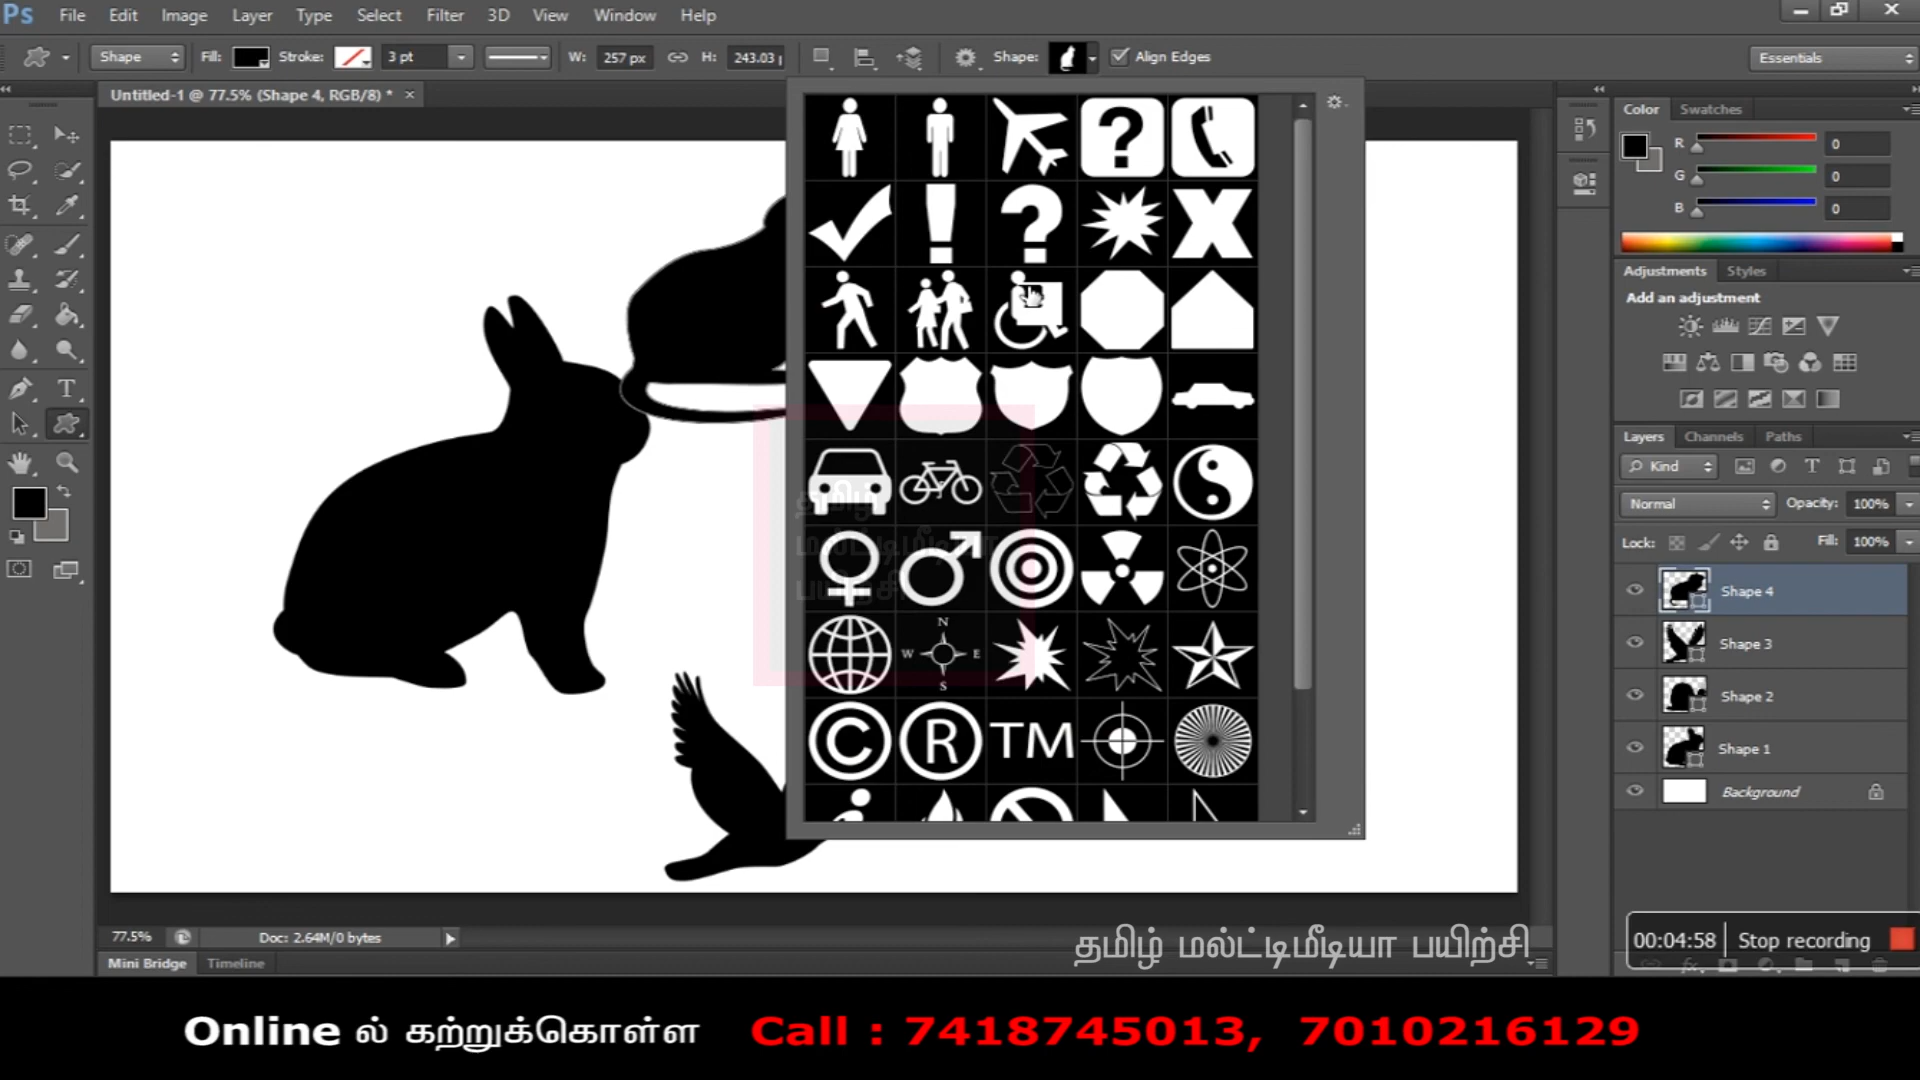 Ps File Edit Image Layer Type Select Filter 3D View Window Help
Shape Fill: Stroke: 3 pt W: 257 px H: 243.03 Shape: Align Edges Essentials
Untitled-1 @ 77.5% (Shape 4, RGB/8) * ×
Color Swatches
R 0
G 0
B 0
Adjustments Styles
Add an adjustment
Layers Channels Paths
Kind
Normal Opacity: 100%
Lock: Fill: 100%
Shape 4
Shape 3
Shape 2
Shape 1
Background
N
W E
S
C R TM
தமிழ்
மல்ட்டிமீடியா
பயிற்சி
77.5% Doc: 2.64M/0 bytes
Mini Bridge Timeline
தமிழ் மல்ட்டிமீடியா பயிற்சி
00:04:58 Stop recording
Online ல் கற்றுக்கொள்ள Call : 7418745013, 7010216129